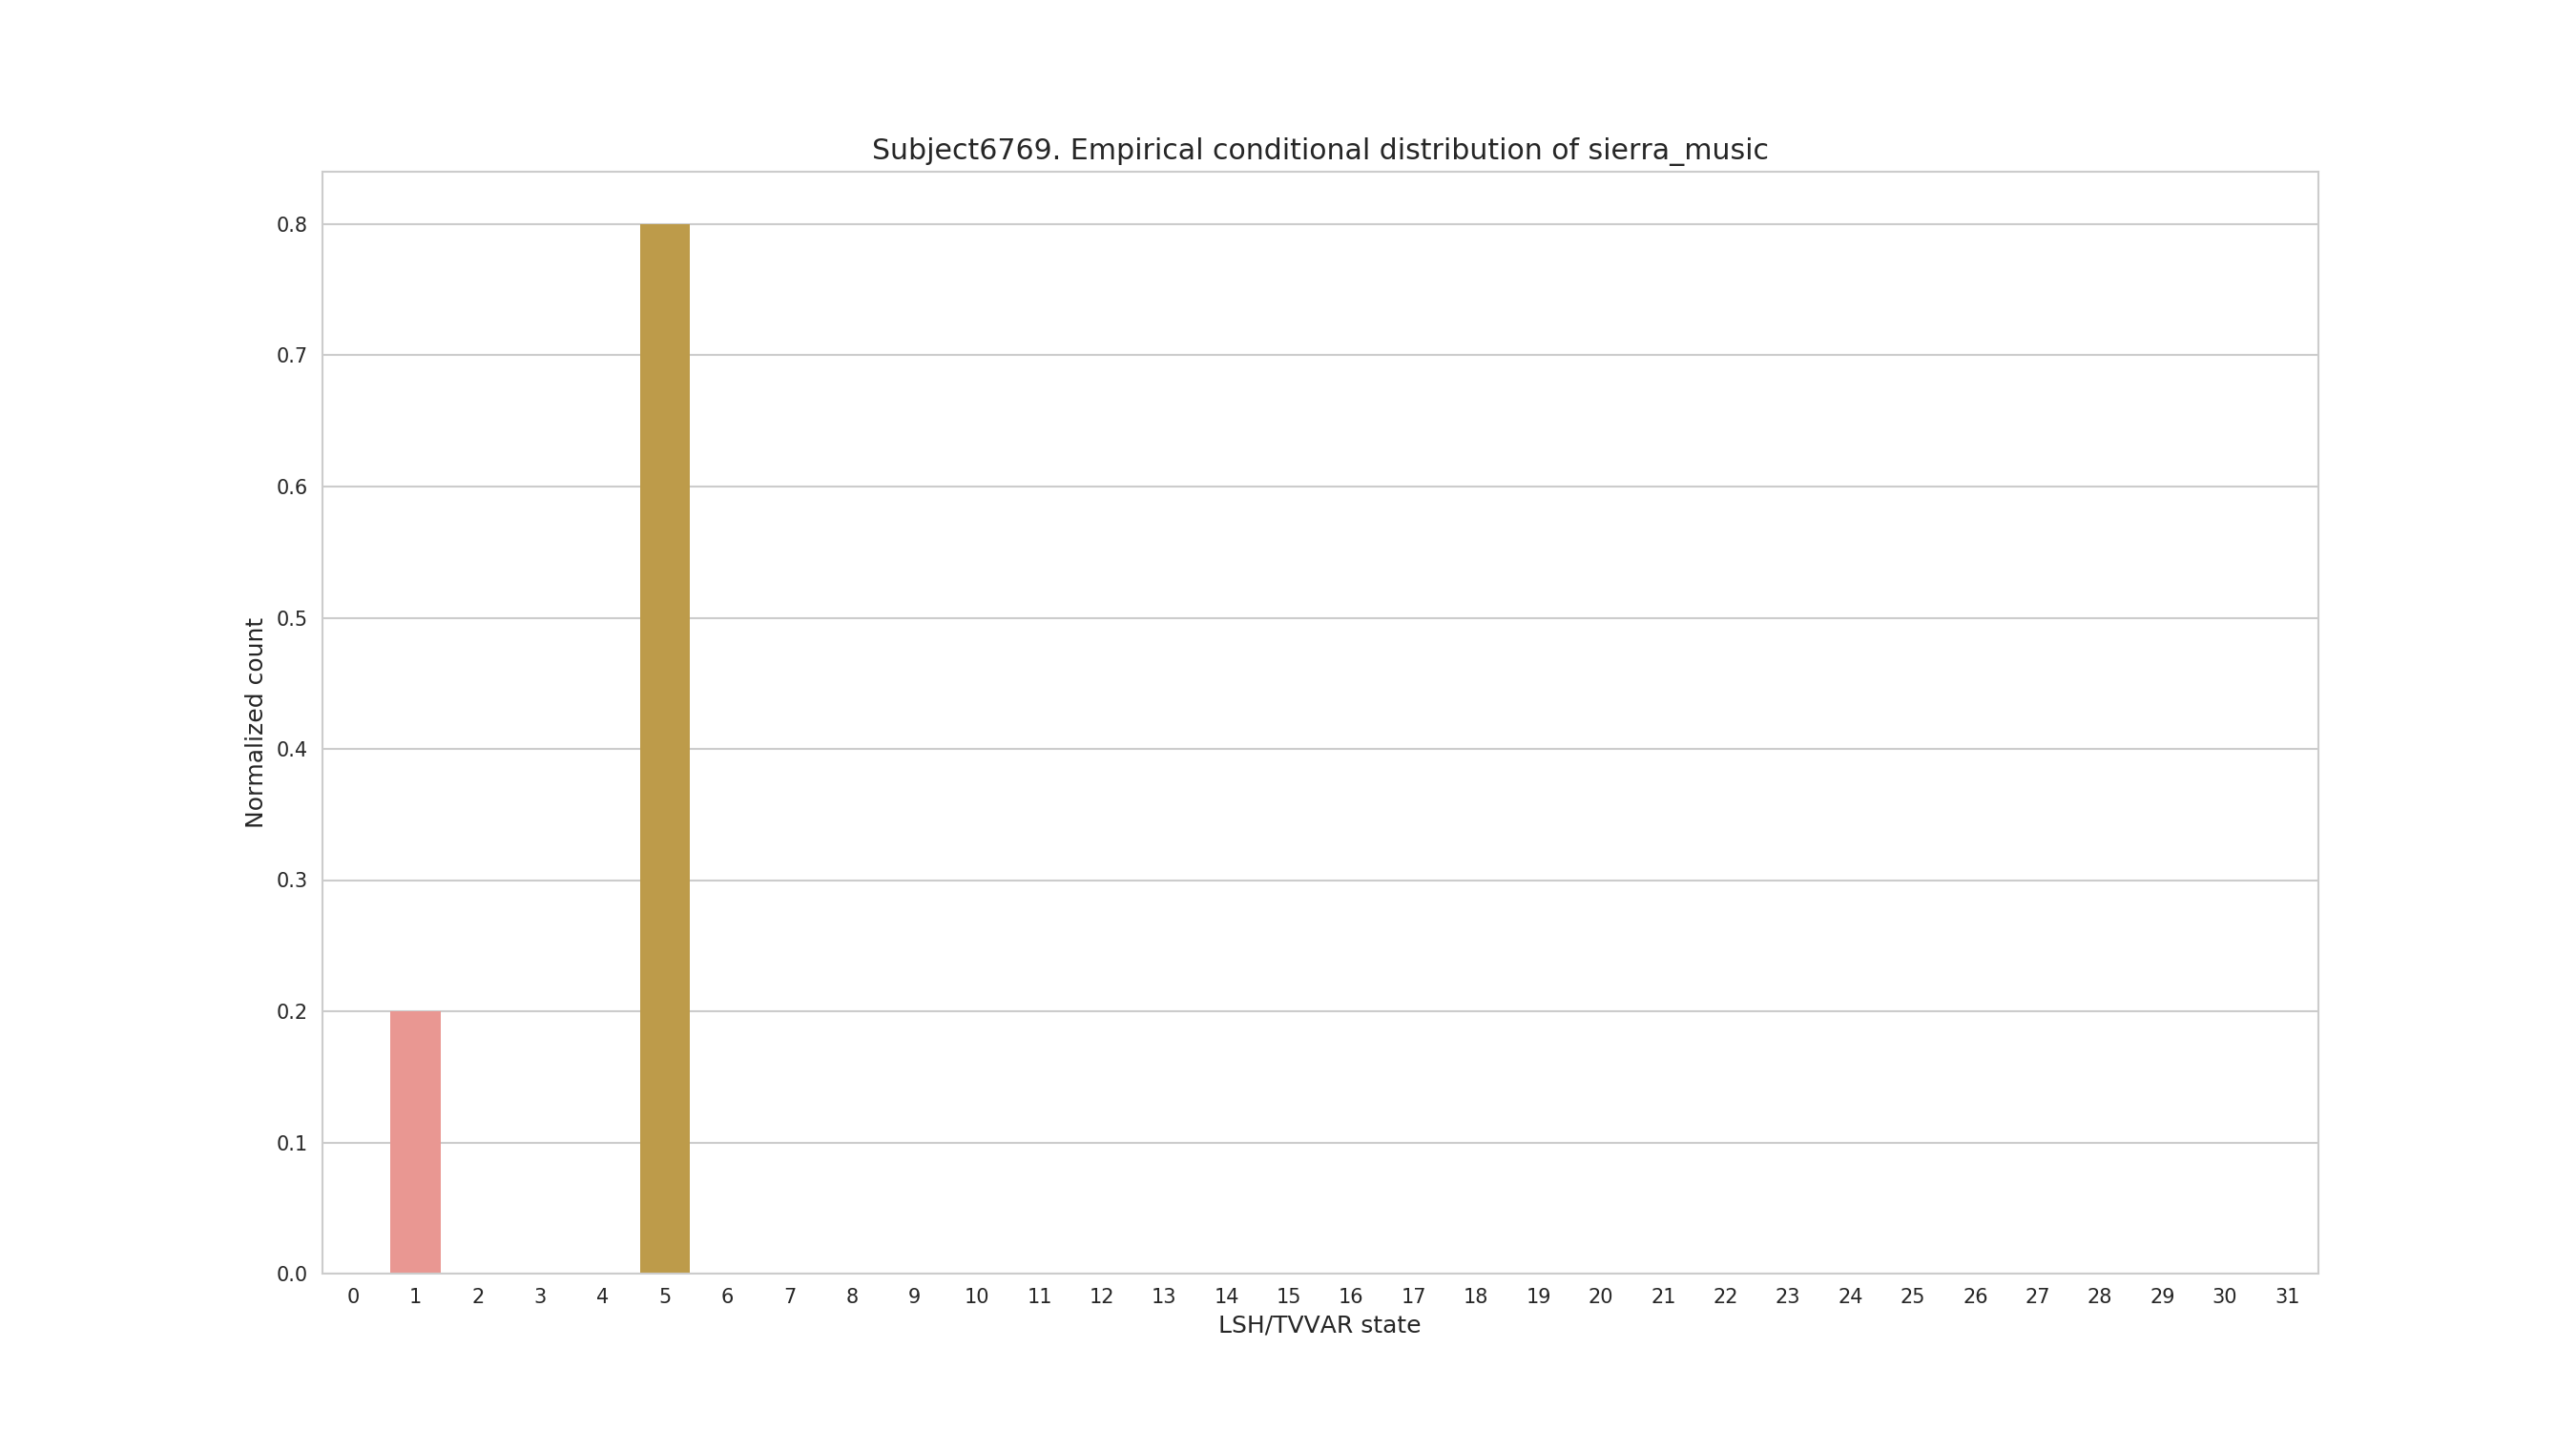 Subject6769. Empirical conditional distribution of sierra_music
0.8
0.7
0.6
0.5
0.4
0.3
0.2
0.1
0.0
Normalized count
0 1 2 3 4 5 6 7 8 9 10 11 12 13 14 15 16 17 18 19 20 21 22 23 24 25 26 27 28 29 30 31
LSH/TVVAR state